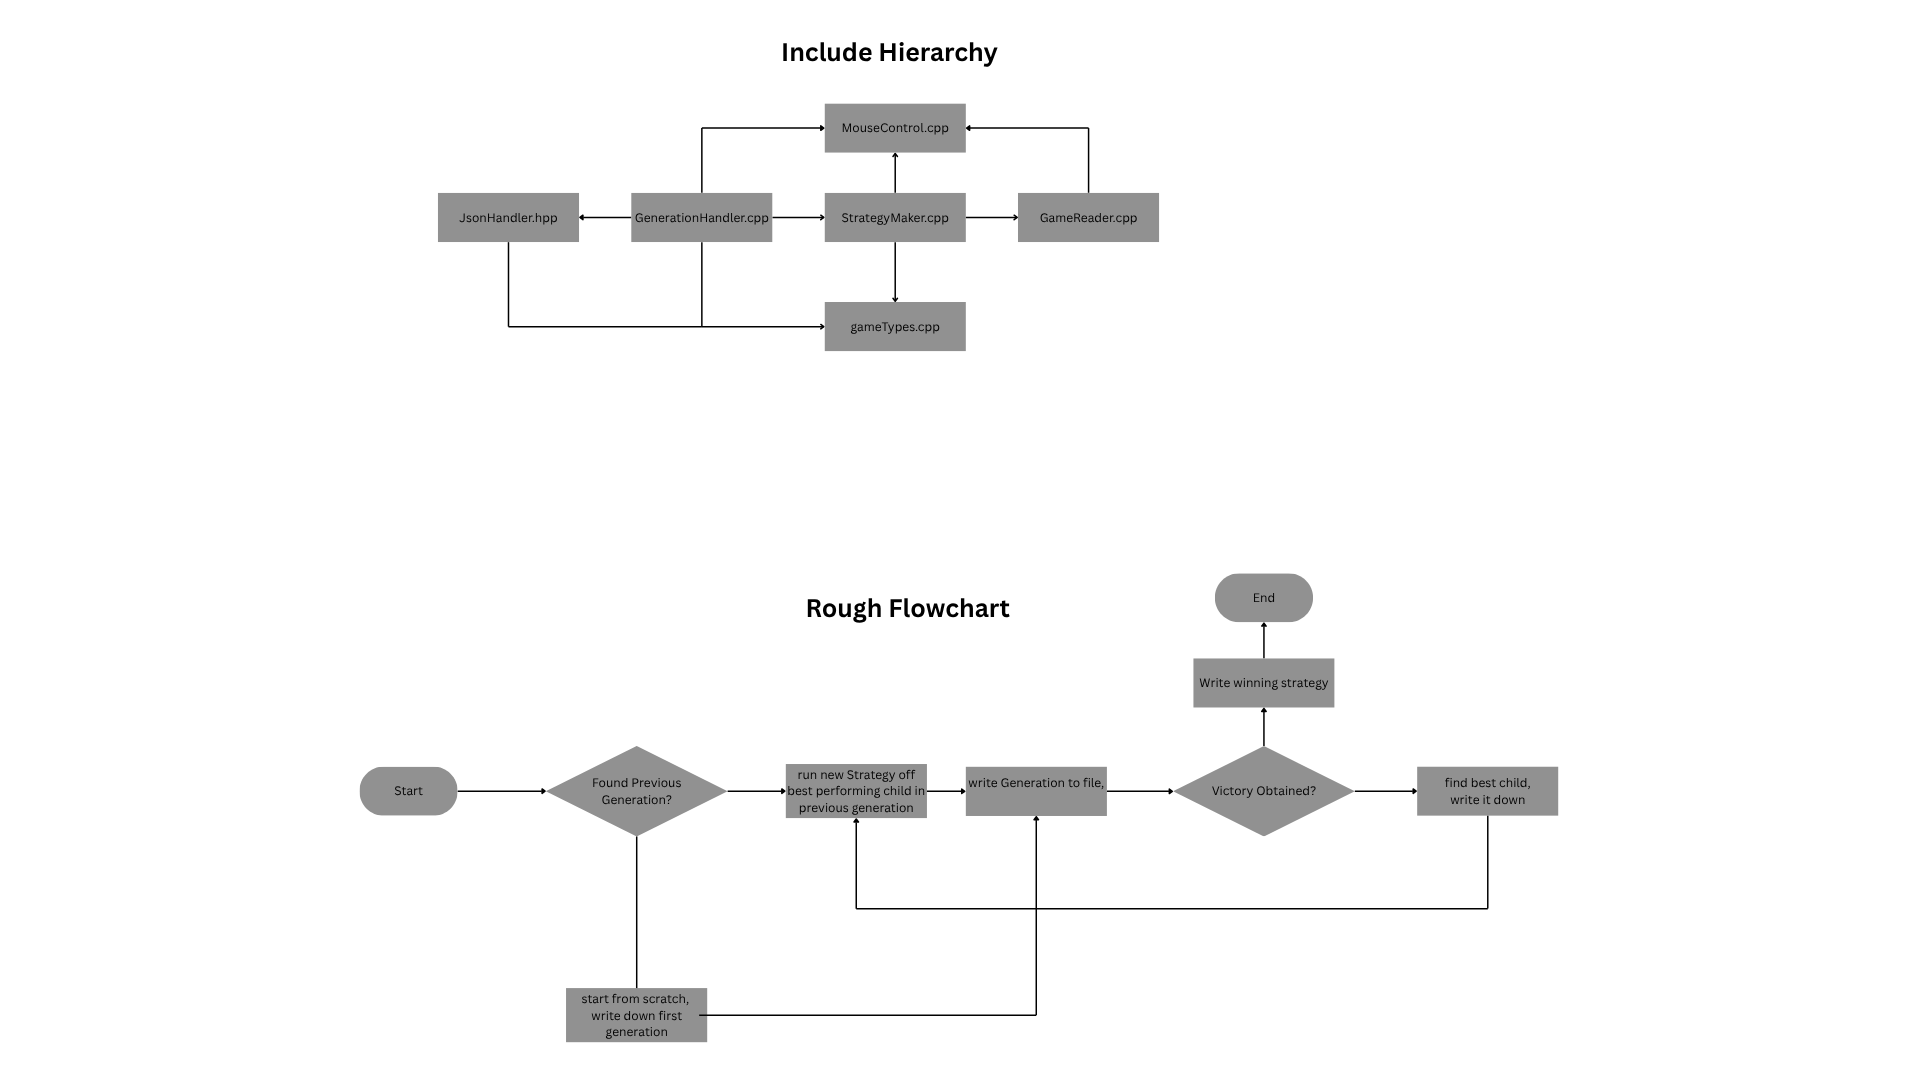 Include Hierarchy
MouseControl.cpp
JsonHandler.hpp
GenerationHandler.cpp
StrategyMaker.cpp
GameReader.cpp
gameTypes.cpp
Rough Flowchart
End
Write winning strategy
Start
Found Previous
Generation?
run new Strategy off
best performing child in
previous generation
write Generation to file,
Victory Obtained?
find best child,
write it down
start from scratch,
write down first
generation